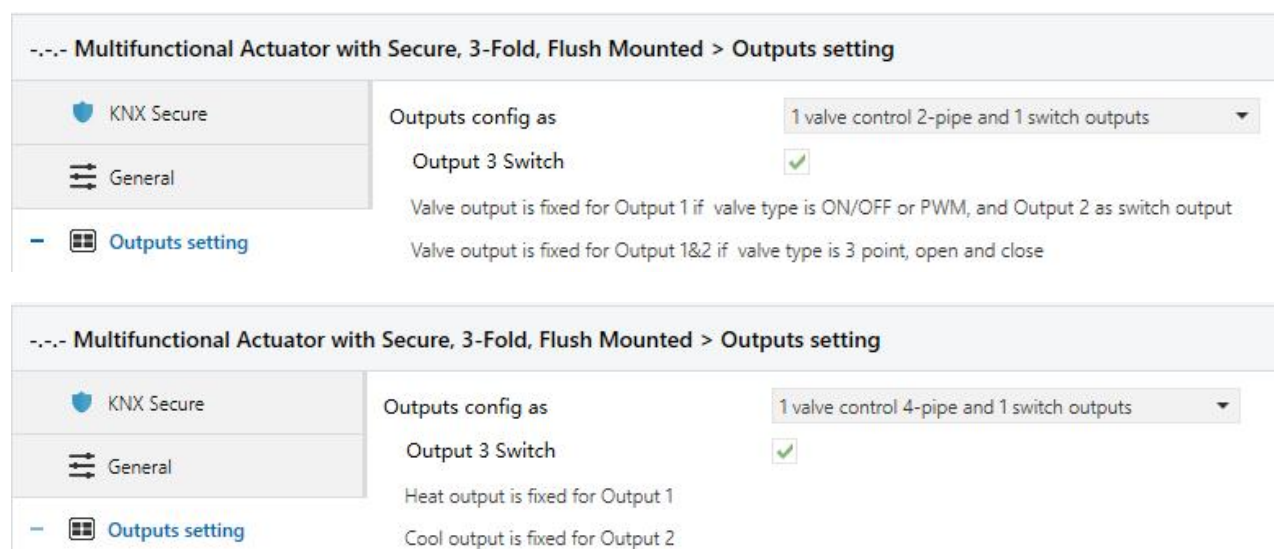 -.-.- Multifunctional Actuator with Secure, 3-Fold, Flush Mounted > Outputs setting
KNX Secure
Outputs config as
1 valve control 2-pipe and 1 switch outputs
General
Output 3 Switch
Valve output is fixed for Output 1 if valve type is ON/OFF or PWM, and Output 2 as switch output
Outputs setting
Valve output is fixed for Output 1&2 if valve type is 3 point, open and close
-.-.- Multifunctional Actuator with Secure, 3-Fold, Flush Mounted > Outputs setting
KNX Secure
Outputs config as
1 valve control 4-pipe and 1 switch outputs
General
Output 3 Switch
Heat output is fixed for Output 1
Outputs setting
Cool output is fixed for Output 2